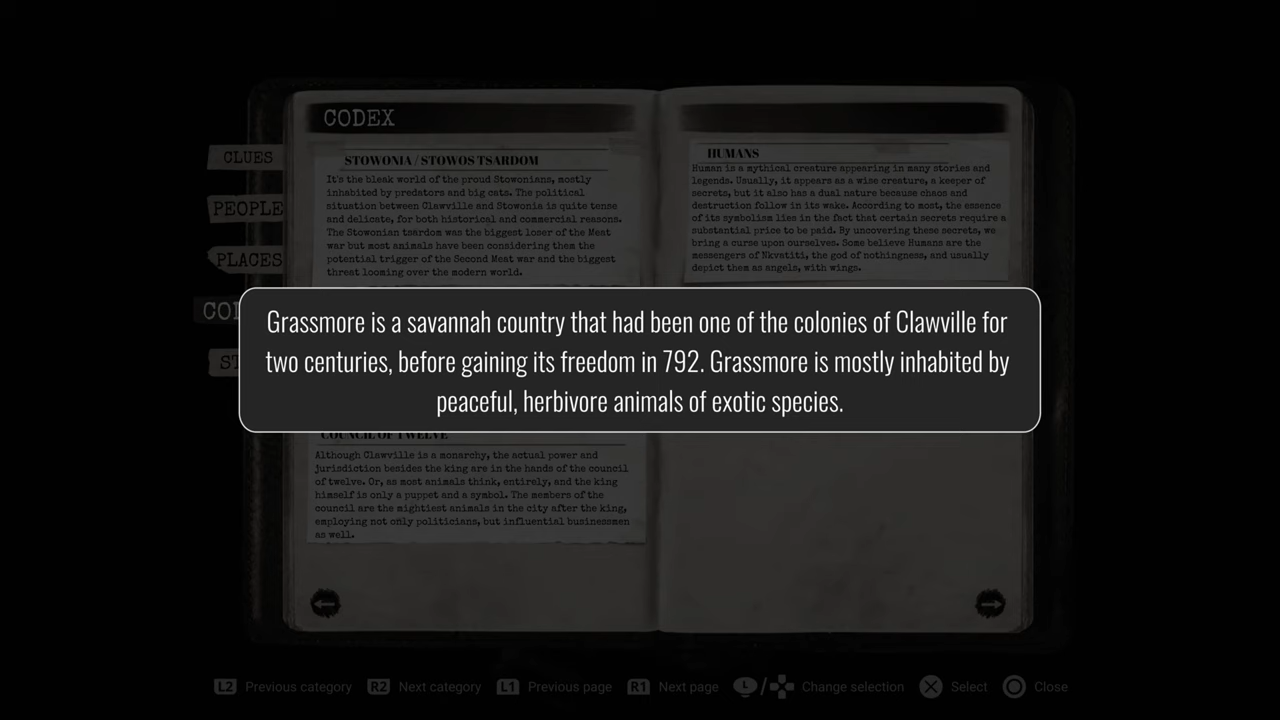 CODEX
CLUES
PEOPLE
PLACES
STOWONIA / STOWOS TSARDOM
It's the bleak world of the proud Stowonians, mostly
inhabited by predators and big cats. The political
situation between Clawville and Stowonia is quite tense
and delicate, for both historical and commercial reasons.
The Stowonian tsardom was the biggest loser of the Meat
war but most animals have been considering them the
potential trigger of the Second Meat war and the biggest
threat looming over the modern world.
HUMANS
Human is a mythical creature appearing in many stories and
legends. Usually, it appears as a wise creature, a keeper of
secrets, but it also has a dual nature because chaos and
destruction follow in its wake. According to most, the essence
of its symbolism lies in the fact that certain secrets require a
substantial price to be paid. By uncovering these secrets, we
bring a curse upon ourselves. Some believe Humans are the
messengers of Nkvatiti, the god of nothingness, and usually
depict them as angels, with wings.
Grassmore is a savannah country that had been one of the colonies of Clawville for
two centuries, before gaining its freedom in 792. Grassmore is mostly inhabited by
peaceful, herbivore animals of exotic species.
COUNCIL OF TWELVE
Although Clawville is a monarchy, the actual power and
jurisdiction besides the king are in the hands of the council
of twelve. Or, as most animals think, entirely, and the king
himself is only a puppet and a symbol. The members of the
council are the mightiest animals in the city after the king,
employing not only politicians, but influential businessmen
as well.
L2 Previous category R2 Next category L1 Previous page R1 Next page L / Change selection Select Close